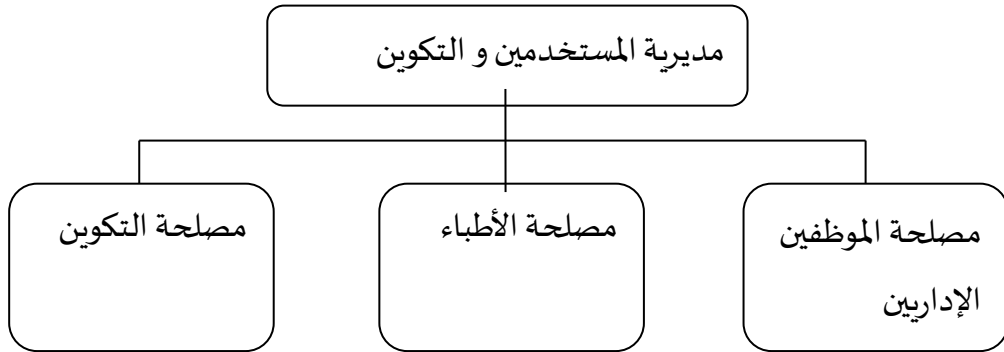 مديرية المستخدمين و التكوين
مصلحة الموظفين
الإداريين
مصلحة الأطباء
مصلحة التكوين